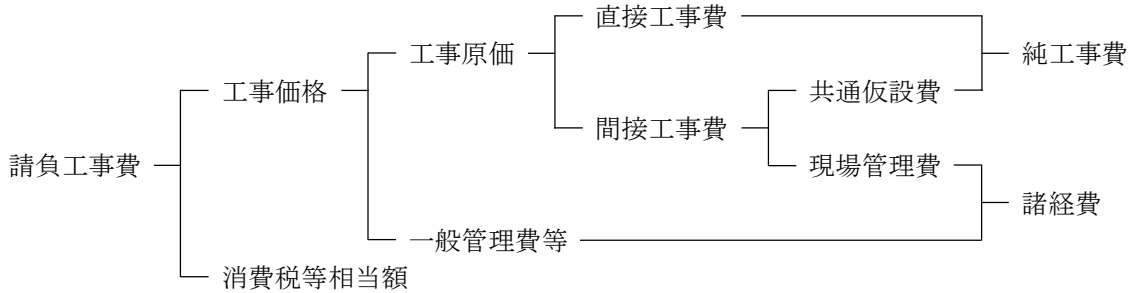 直接工事費
工事原価
純工事費
工事価格
共通仮設費
間接工事費
請負工事費
現場管理費
諸経費
一般管理費等
消費税等相当額